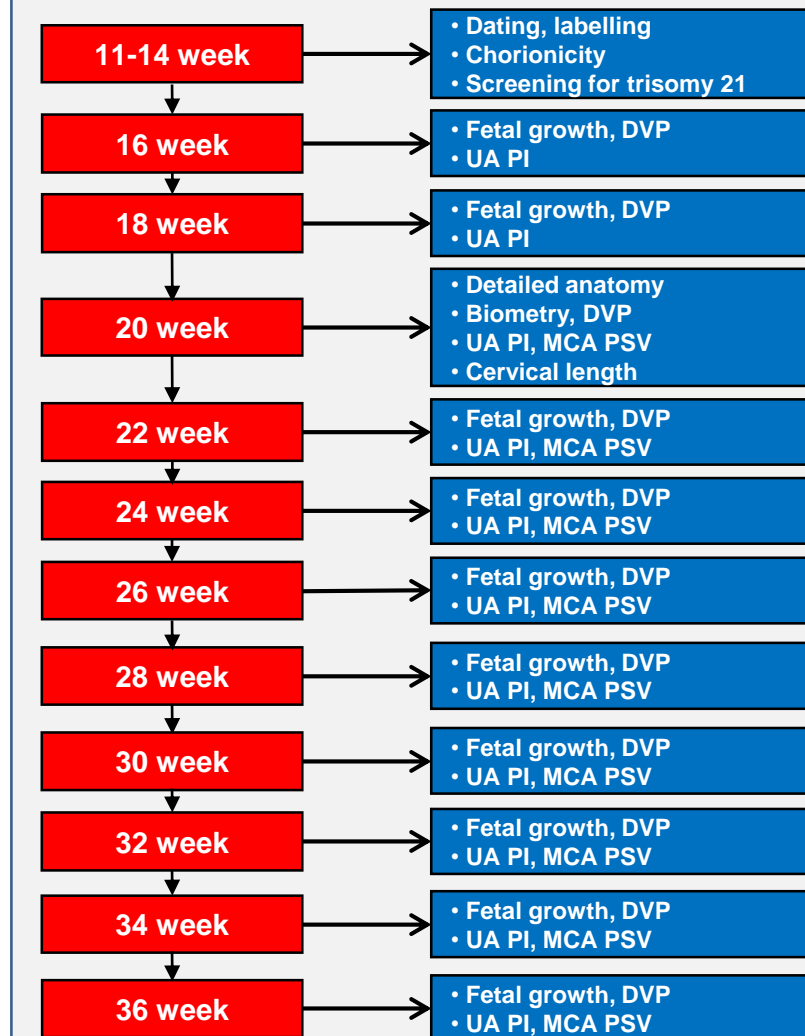 11-14 week
• Dating, labelling
• Chorionicity
• Screening for trisomy 21
16 week
• Fetal growth, DVP
• UA PI
18 week
• Fetal growth, DVP
• UA PI
20 week
• Detailed anatomy
• Biometry, DVP
• UA PI, MCA PSV
• Cervical length
22 week
• Fetal growth, DVP
• UA PI, MCA PSV
24 week
• Fetal growth, DVP
• UA PI, MCA PSV
26 week
• Fetal growth, DVP
• UA PI, MCA PSV
28 week
• Fetal growth, DVP
• UA PI, MCA PSV
30 week
• Fetal growth, DVP
• UA PI, MCA PSV
32 week
• Fetal growth, DVP
• UA PI, MCA PSV
34 week
• Fetal growth, DVP
• UA PI, MCA PSV
36 week
• Fetal growth, DVP
• UA PI, MCA PSV